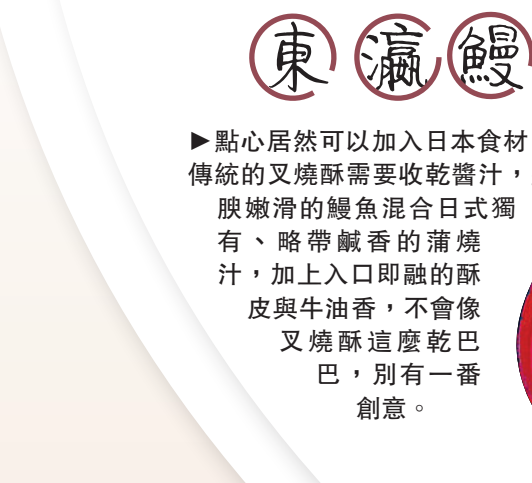 東瀛鰻
▶點心居然可以加入日本食材
傳統的叉燒酥需要收乾醬汁，
腴嫩滑的鰻魚混合日式獨
有、略帶鹹香的蒲燒
汁，加上入口即融的酥
皮與牛油香，不會像
叉燒酥這麼乾巴
巴，別有一番
創意。